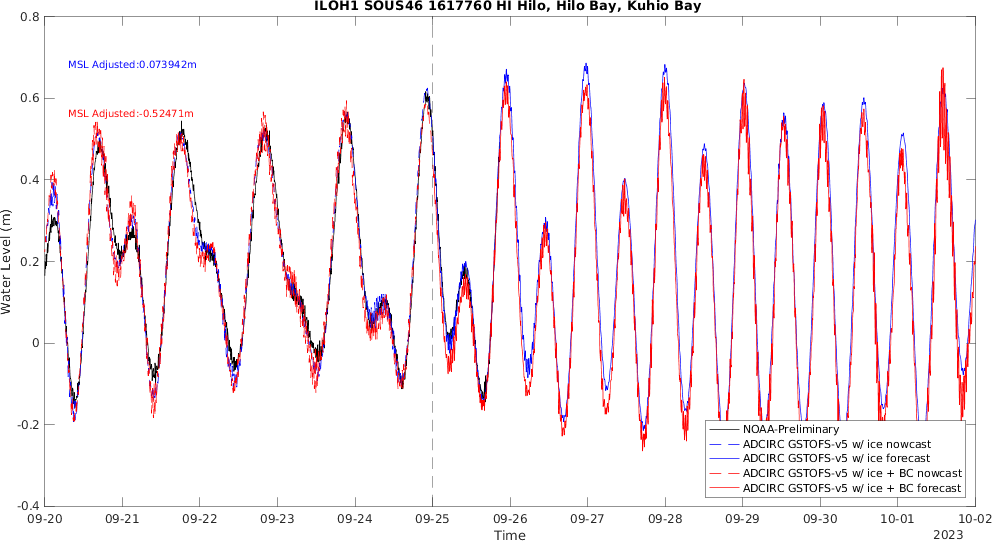 ILOH1 SOUS46 1617760 HI Hilo, Hilo Bay, Kuhio Bay
0.8
MSL Adjusted:0.073942m
0.6
MSL Adjusted:-0.52471m
0.4
0.2
0
-0.2
-0.4
Water Level (m)
NOAA-Preliminary
ADCIRC GSTOFS-v5 w/ ice nowcast
ADCIRC GSTOFS-v5 w/ ice forecast
ADCIRC GSTOFS-v5 w/ ice + BC nowcast
ADCIRC GSTOFS-v5 w/ ice + BC forecast
09-20 09-21 09-22 09-23 09-24 09-25 09-26 09-27 09-28 09-29 09-30 10-01 10-02
Time
2023